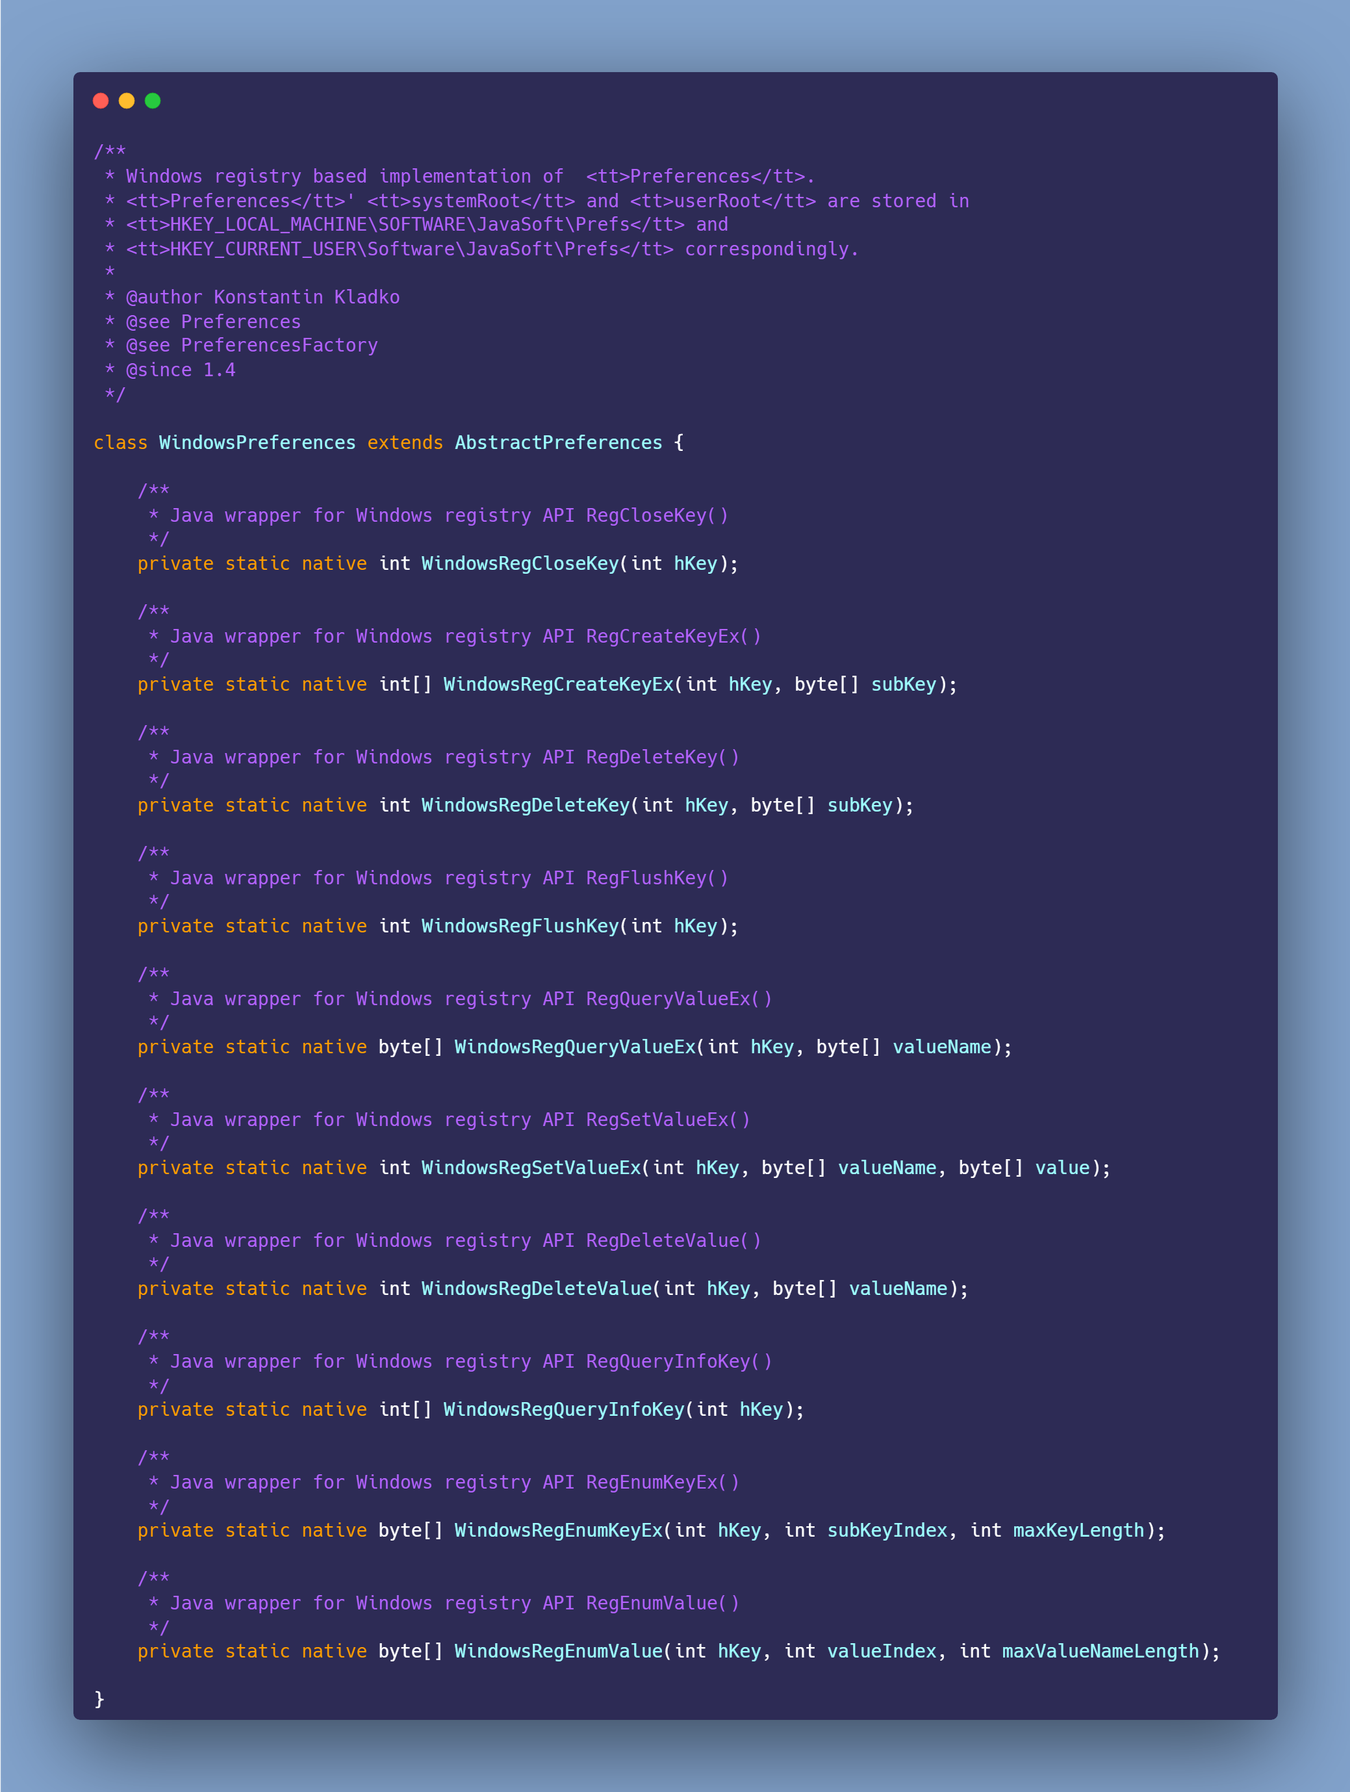 /**
 * Windows registry based implementation of  <tt>Preferences</tt>.
 * <tt>Preferences</tt>' <tt>systemRoot</tt> and <tt>userRoot</tt> are stored in
 * <tt>HKEY_LOCAL_MACHINE\SOFTWARE\JavaSoft\Prefs</tt> and
 * <tt>HKEY_CURRENT_USER\Software\JavaSoft\Prefs</tt> correspondingly.
 *
 * @author Konstantin Kladko
 * @see Preferences
 * @see PreferencesFactory
 * @since 1.4
 */
class WindowsPreferences extends AbstractPreferences {
    /**
     * Java wrapper for Windows registry API RegCloseKey()
     */
    private static native int WindowsRegCloseKey(int hKey);
    /**
     * Java wrapper for Windows registry API RegCreateKeyEx()
     */
    private static native int[] WindowsRegCreateKeyEx(int hKey, byte[] subKey);
    /**
     * Java wrapper for Windows registry API RegDeleteKey()
     */
    private static native int WindowsRegDeleteKey(int hKey, byte[] subKey);
    /**
     * Java wrapper for Windows registry API RegFlushKey()
     */
    private static native int WindowsRegFlushKey(int hKey);
    /**
     * Java wrapper for Windows registry API RegQueryValueEx()
     */
    private static native byte[] WindowsRegQueryValueEx(int hKey, byte[] valueName);
    /**
     * Java wrapper for Windows registry API RegSetValueEx()
     */
    private static native int WindowsRegSetValueEx(int hKey, byte[] valueName, byte[] value);
    /**
     * Java wrapper for Windows registry API RegDeleteValue()
     */
    private static native int WindowsRegDeleteValue(int hKey, byte[] valueName);
    /**
     * Java wrapper for Windows registry API RegQueryInfoKey()
     */
    private static native int[] WindowsRegQueryInfoKey(int hKey);
    /**
     * Java wrapper for Windows registry API RegEnumKeyEx()
     */
    private static native byte[] WindowsRegEnumKeyEx(int hKey, int subKeyIndex, int maxKeyLength);
    /**
     * Java wrapper for Windows registry API RegEnumValue()
     */
    private static native byte[] WindowsRegEnumValue(int hKey, int valueIndex, int maxValueNameLength);
}